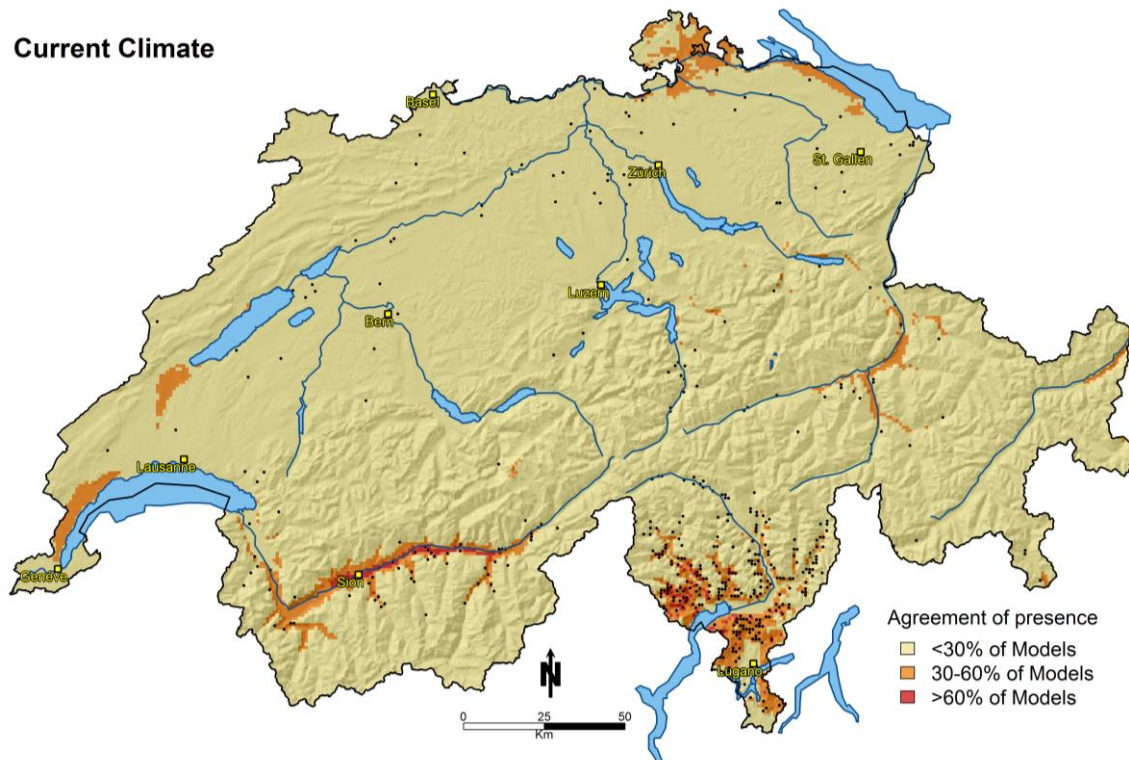 Current Climate
Basel
St. Gallen
Zürich
Luzern
Bern
Lausanne
Genève
Sion
Lugano
N
0 25 50
Km
Agreement of presence
<30% of Models
30-60% of Models
>60% of Models